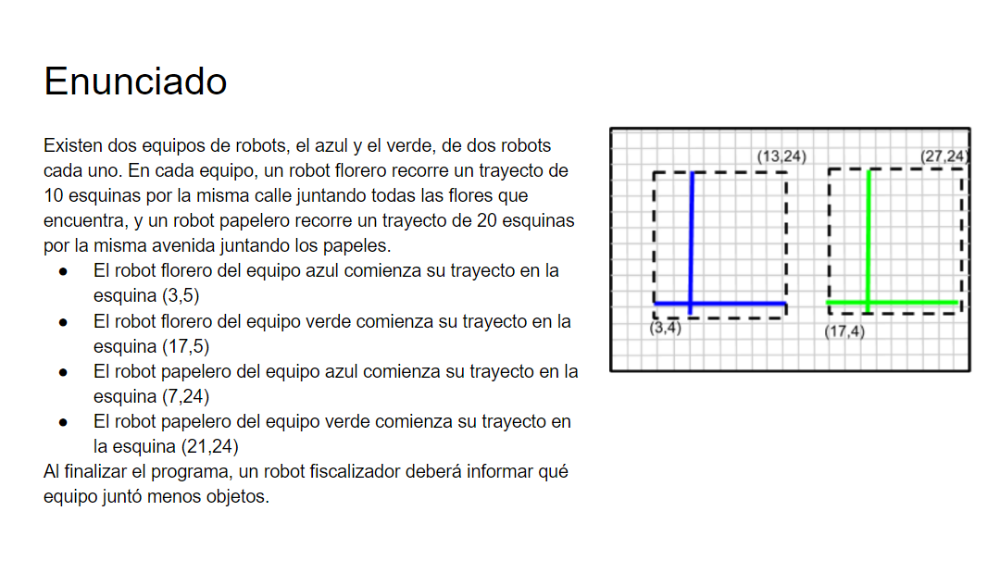 Enunciado
Existen dos equipos de robots, el azul y el verde, de dos robots
cada uno. En cada equipo, un robot florero recorre un trayecto de
10 esquinas por la misma calle juntando todas las flores que
encuentra, y un robot papelero recorre un trayecto de 20 esquinas
por la misma avenida juntando los papeles.
● El robot florero del equipo azul comienza su trayecto en la
esquina (3,5)
● El robot florero del equipo verde comienza su trayecto en la
esquina (17,5)
● El robot papelero del equipo azul comienza su trayecto en la
esquina (7,24)
● El robot papelero del equipo verde comienza su trayecto en
la esquina (21,24)
Al finalizar el programa, un robot fiscalizador deberá informar qué
equipo juntó menos objetos.
(13,24)
(27,24)
(3,4)
(17,4)